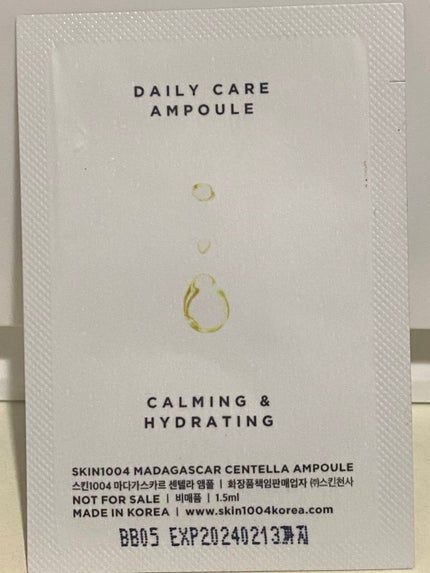 DAILY CARE
AMPOULE
CALMING &
HYDRATING
SKIN1004 MADAGASCAR CENTELLA AMPOULE
스킨1004 마다가스카르 센텔라 앰플 | 화장품책임판매업자 ㈜스킨천사
NOT FOR SALE | 비매품 | 1.5ml
MADE IN KOREA | www.skin1004korea.com
BB05 EXP20240213까지